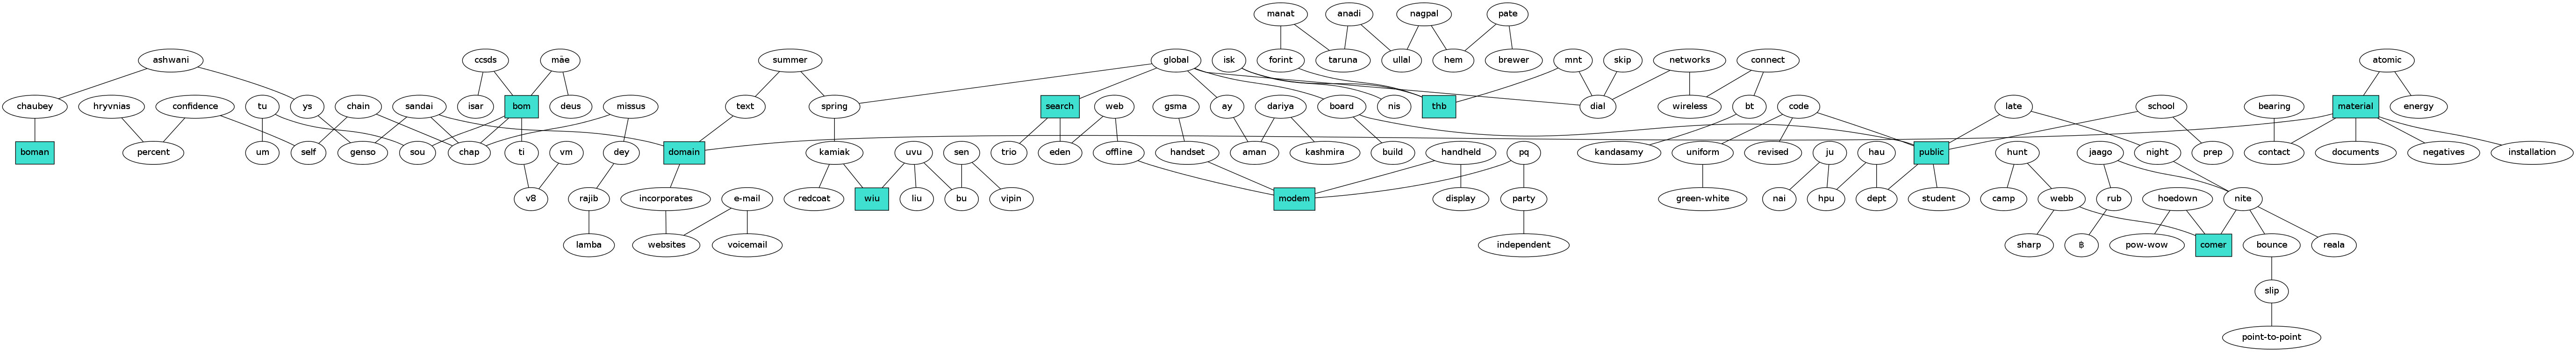 manat anadi nagpal pate
ashwani ccsds mäe summer global isk forint taruna ullal hem brewer mnt skip networks connect atomic
chaubey hryvnias confidence tu ys chain sandai isar bom deus missus text spring search web gsma ay dariya board nis thb dial wireless bt code late school bearing material energy
boman percent um self genso sou chap ti vm dey domain kamiak uvu sen trio eden offline handset aman kashmira build handheld pq kandasamy uniform revised ju hau public hunt jaago night prep contact documents negatives installation
v8 rajib incorporates e-mail redcoat wiu liu bu vipin modem display party green-white nai hpu dept student camp webb rub hoedown nite
lamba websites voicemail independent sharp ฿ pow-wow comer bounce reala
slip
point-to-point